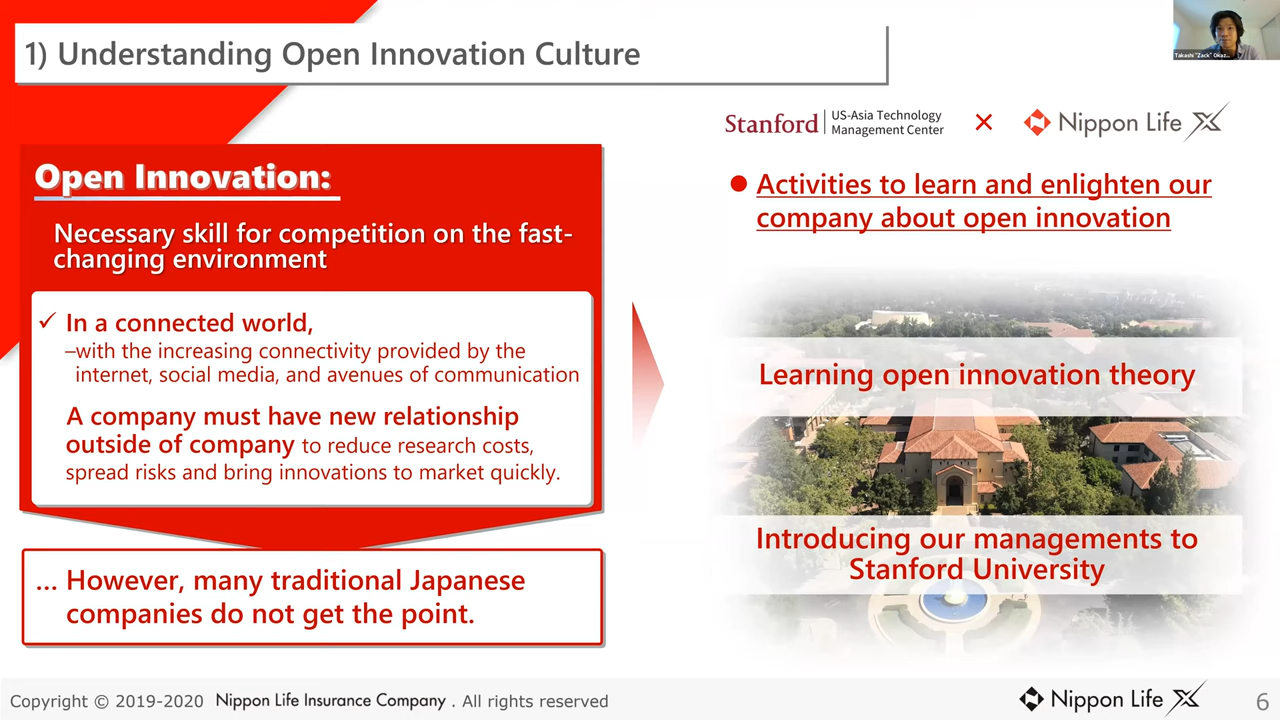 1) Understanding Open Innovation Culture
Takashi "Zack" Okaz...
Stanford
US-Asia Technology
Management Center
×
Nippon Life X
Open Innovation:
Necessary skill for competition on the fast-
changing environment
✓ In a connected world,
–with the increasing connectivity provided by the
internet, social media, and avenues of communication
A company must have new relationship
outside of company to reduce research costs,
spread risks and bring innovations to market quickly.
... However, many traditional Japanese
companies do not get the point.
● Activities to learn and enlighten our
company about open innovation
Learning open innovation theory
Introducing our managements to
Stanford University
Copyright © 2019-2020 Nippon Life Insurance Company . All rights reserved
Nippon Life X
6